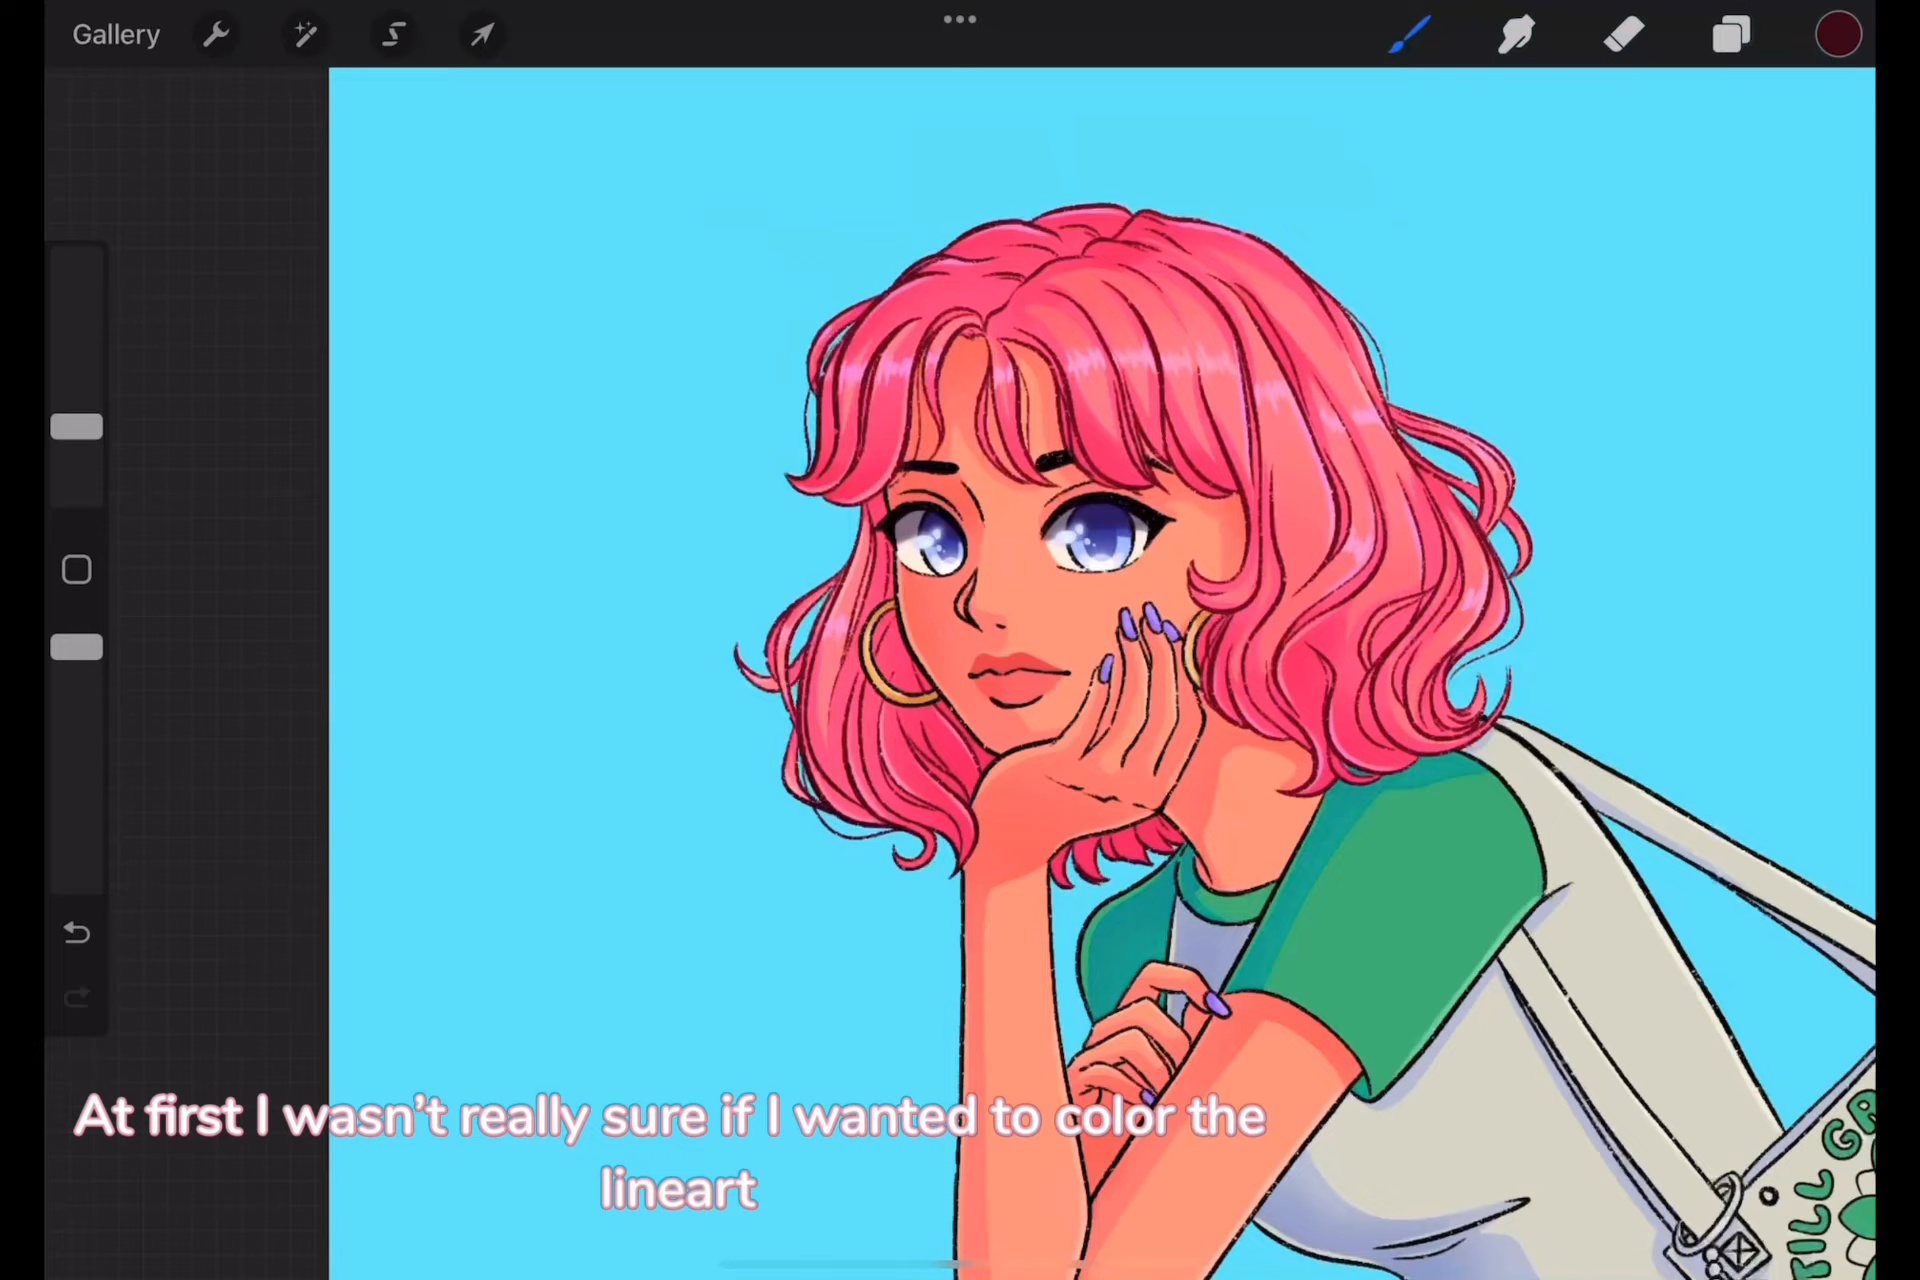 Gallery
At first I wasn't really sure if I wanted to color the
lineart